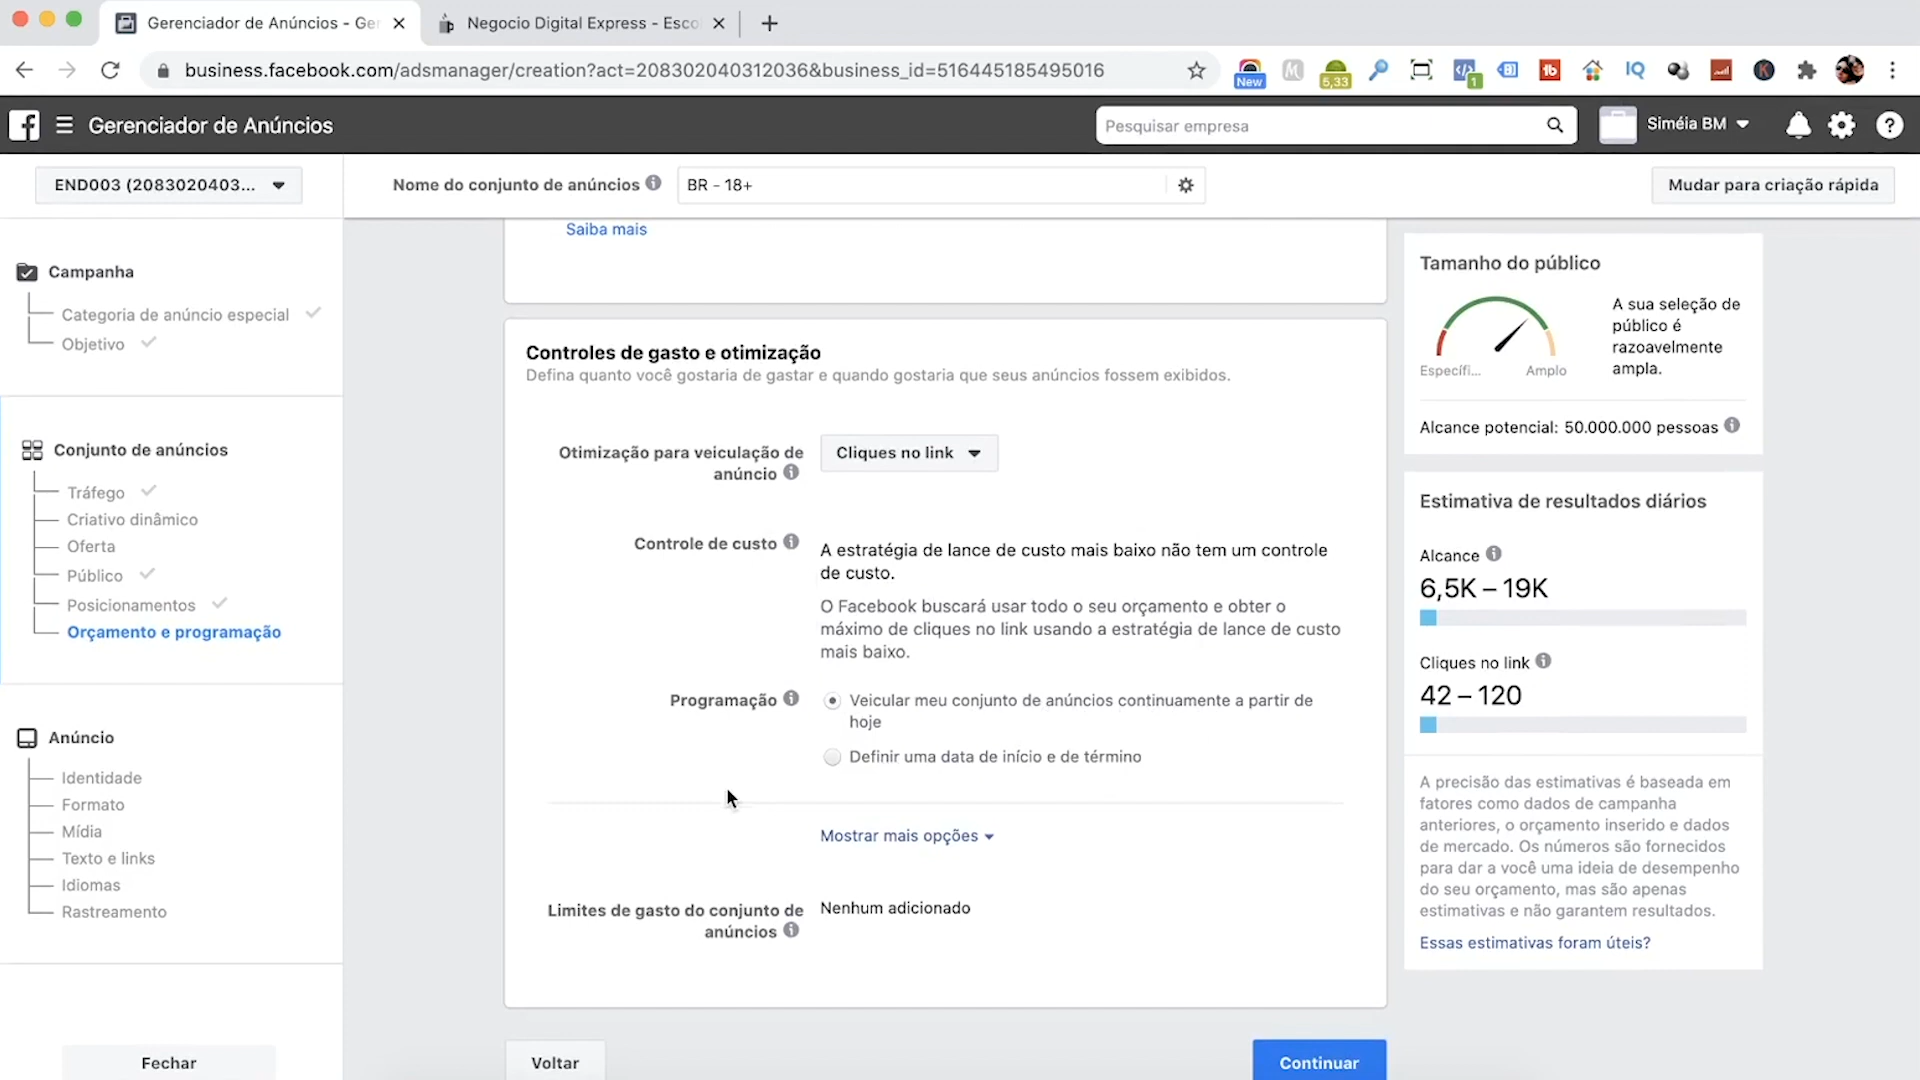 Gerenciador de Anúncios - Ger
Negocio Digital Express - Esco
business.facebook.com/adsmanager/creation?act=208302040312036&business_id=516445185495016
New
5,33
1
IQ
Gerenciador de Anúncios
Pesquisar empresa
Siméia BM
END003 (2083020403...
Nome do conjunto de anúncios
BR - 18+
Mudar para criação rápida
Campanha
Categoria de anúncio especial
Objetivo
Conjunto de anúncios
Tráfego
Criativo dinâmico
Oferta
Público
Posicionamentos
Orçamento e programação
Anúncio
Identidade
Formato
Mídia
Texto e links
Idiomas
Rastreamento
Fechar
Saiba mais
Controles de gasto e otimização
Defina quanto você gostaria de gastar e quando gostaria que seus anúncios fossem exibidos.
Otimização para veiculação de
anúncio
Cliques no link
Controle de custo
A estratégia de lance de custo mais baixo não tem um controle
de custo.
O Facebook buscará usar todo o seu orçamento e obter o
máximo de cliques no link usando a estratégia de lance de custo
mais baixo.
Programação
Veicular meu conjunto de anúncios continuamente a partir de
hoje
Definir uma data de início e de término
Mostrar mais opções
Limites de gasto do conjunto de
anúncios
Nenhum adicionado
Voltar
Continuar
Tamanho do público
A sua seleção de
público é
razoavelmente
ampla.
Específi...
Amplo
Alcance potencial: 50.000.000 pessoas
Estimativa de resultados diários
Alcance
6,5K – 19K
Cliques no link
42 – 120
A precisão das estimativas é baseada em
fatores como dados de campanha
anteriores, o orçamento inserido e dados
de mercado. Os números são fornecidos
para dar a você uma ideia de desempenho
do seu orçamento, mas são apenas
estimativas e não garantem resultados.
Essas estimativas foram úteis?